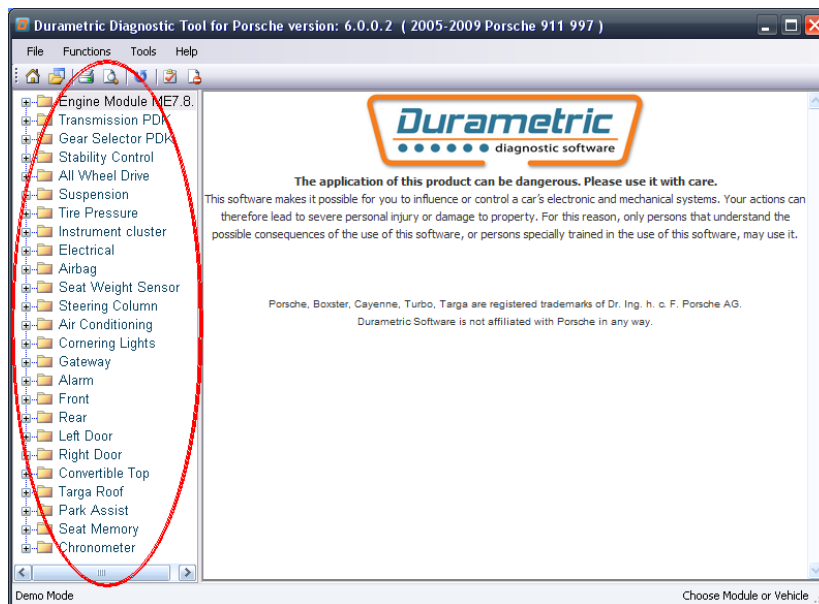 Durametric Diagnostic Tool for Porsche version: 6.0.0.2 ( 2005-2009 Porsche 911 997 )
File Functions Tools Help
Engine Module ME7.8.
Transmission PDK
Gear Selector PDK
Stability Control
All Wheel Drive
Suspension
Tire Pressure
Instrument cluster
Electrical
Airbag
Seat Weight Sensor
Steering Column
Air Conditioning
Cornering Lights
Gateway
Alarm
Front
Rear
Left Door
Right Door
Convertible Top
Targa Roof
Park Assist
Seat Memory
Chronometer
Durametric
diagnostic software
The application of this product can be dangerous. Please use it with care.
This software makes it possible for you to influence or control a car's electronic and mechanical systems. Your actions can
therefore lead to severe personal injury or damage to property. For this reason, only persons that understand the
possible consequences of the use of this software, or persons specially trained in the use of this software, may use it.
Porsche, Boxster, Cayenne, Turbo, Targa are registered trademarks of Dr. Ing. h. c. F. Porsche AG.
Durametric Software is not affiliated with Porsche in any way.
Demo Mode
Choose Module or Vehicle